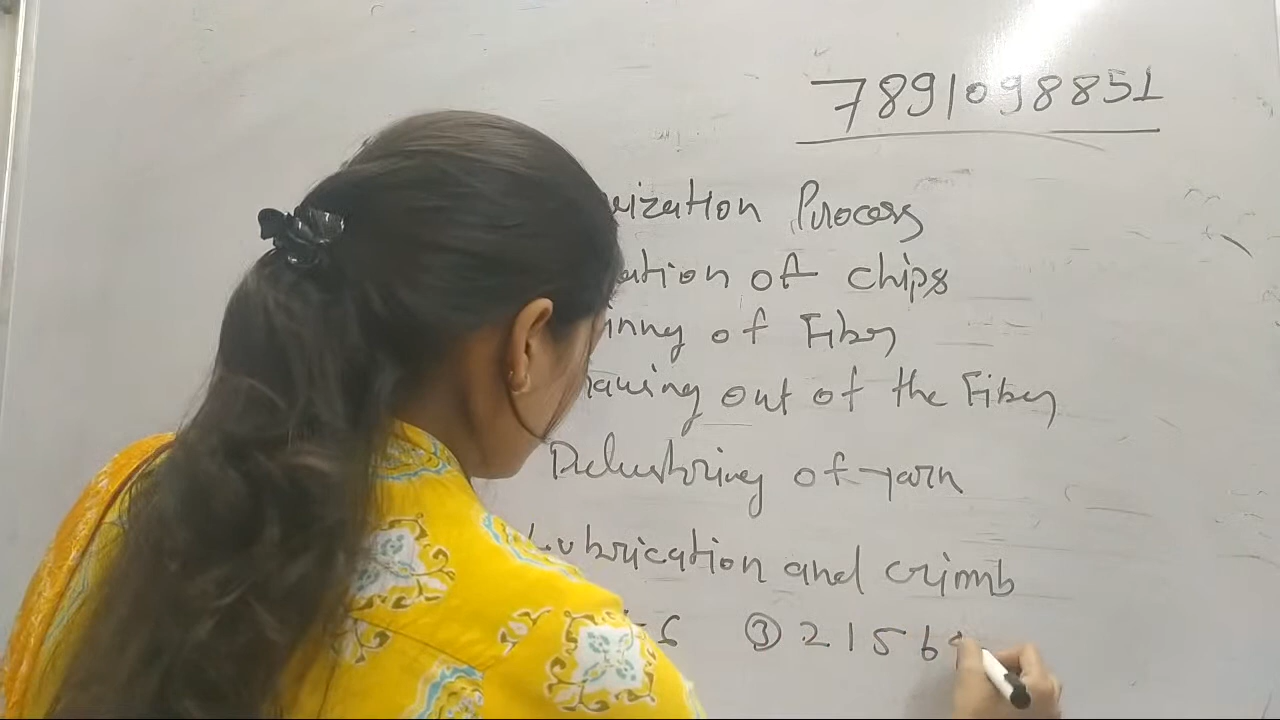 7891098851
rization Process
ation of chips
inny of Fiber
rawing out of the Fiber
Delustring of yarn
Lubrication and crimb
③ 2 1 5 6